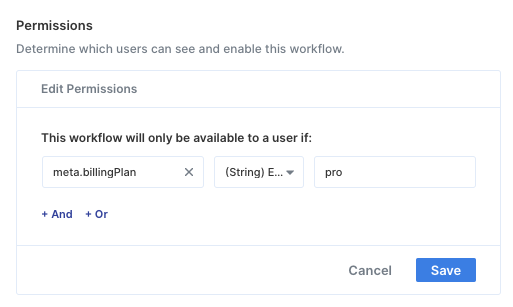 Permissions
Determine which users can see and enable this workflow.
Edit Permissions
This workflow will only be available to a user if:
meta.billingPlan (String) E... pro
+ And + Or
Cancel Save